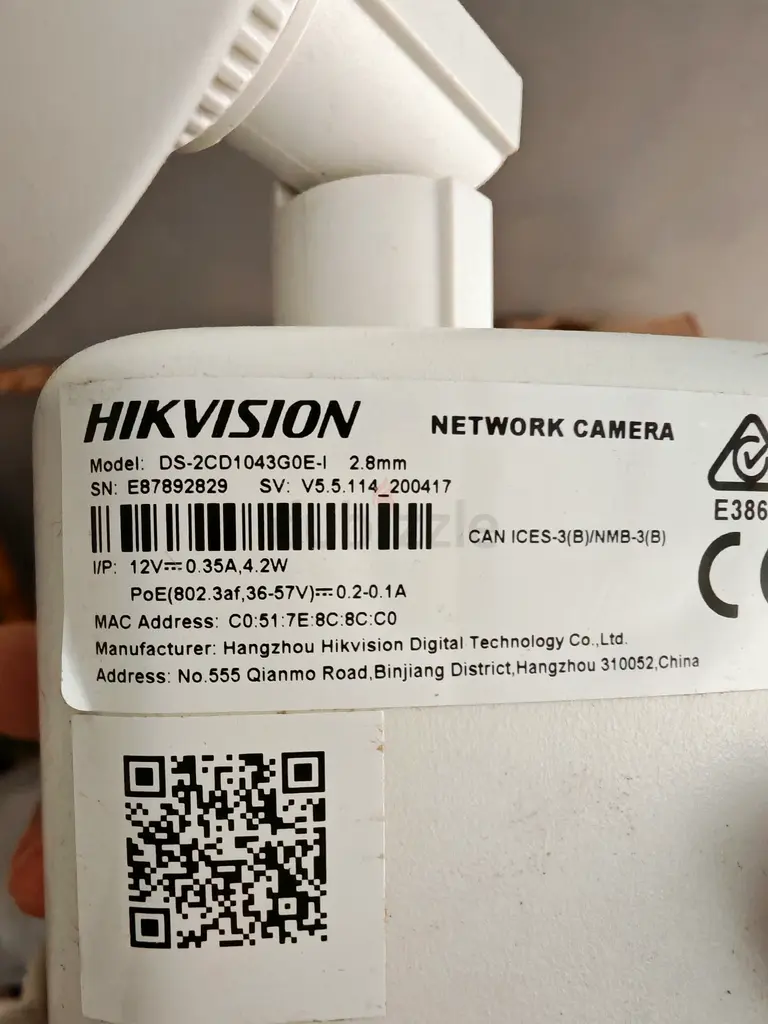 HIKVISION NETWORK CAMERA
Model: DS-2CD1043G0E-I 2.8mm
SN: E87892829 SV: V5.5.114_200417
E386
CAN ICES-3(B)/NMB-3(B)
I/P: 12V⎓0.35A,4.2W
PoE(802.3af,36-57V)⎓0.2-0.1A
MAC Address: C0:51:7E:8C:8C:C0
Manufacturer: Hangzhou Hikvision Digital Technology Co.,Ltd.
Address: No.555 Qianmo Road,Binjiang District,Hangzhou 310052,China